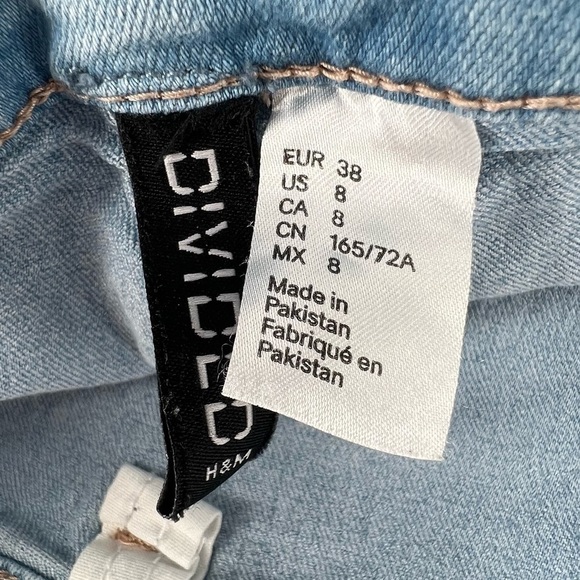 DIVIDED
H&M
EUR 38
US 8
CA 8
CN 165/72A
MX 8
Made in
Pakistan
Fabriqué en
Pakistan